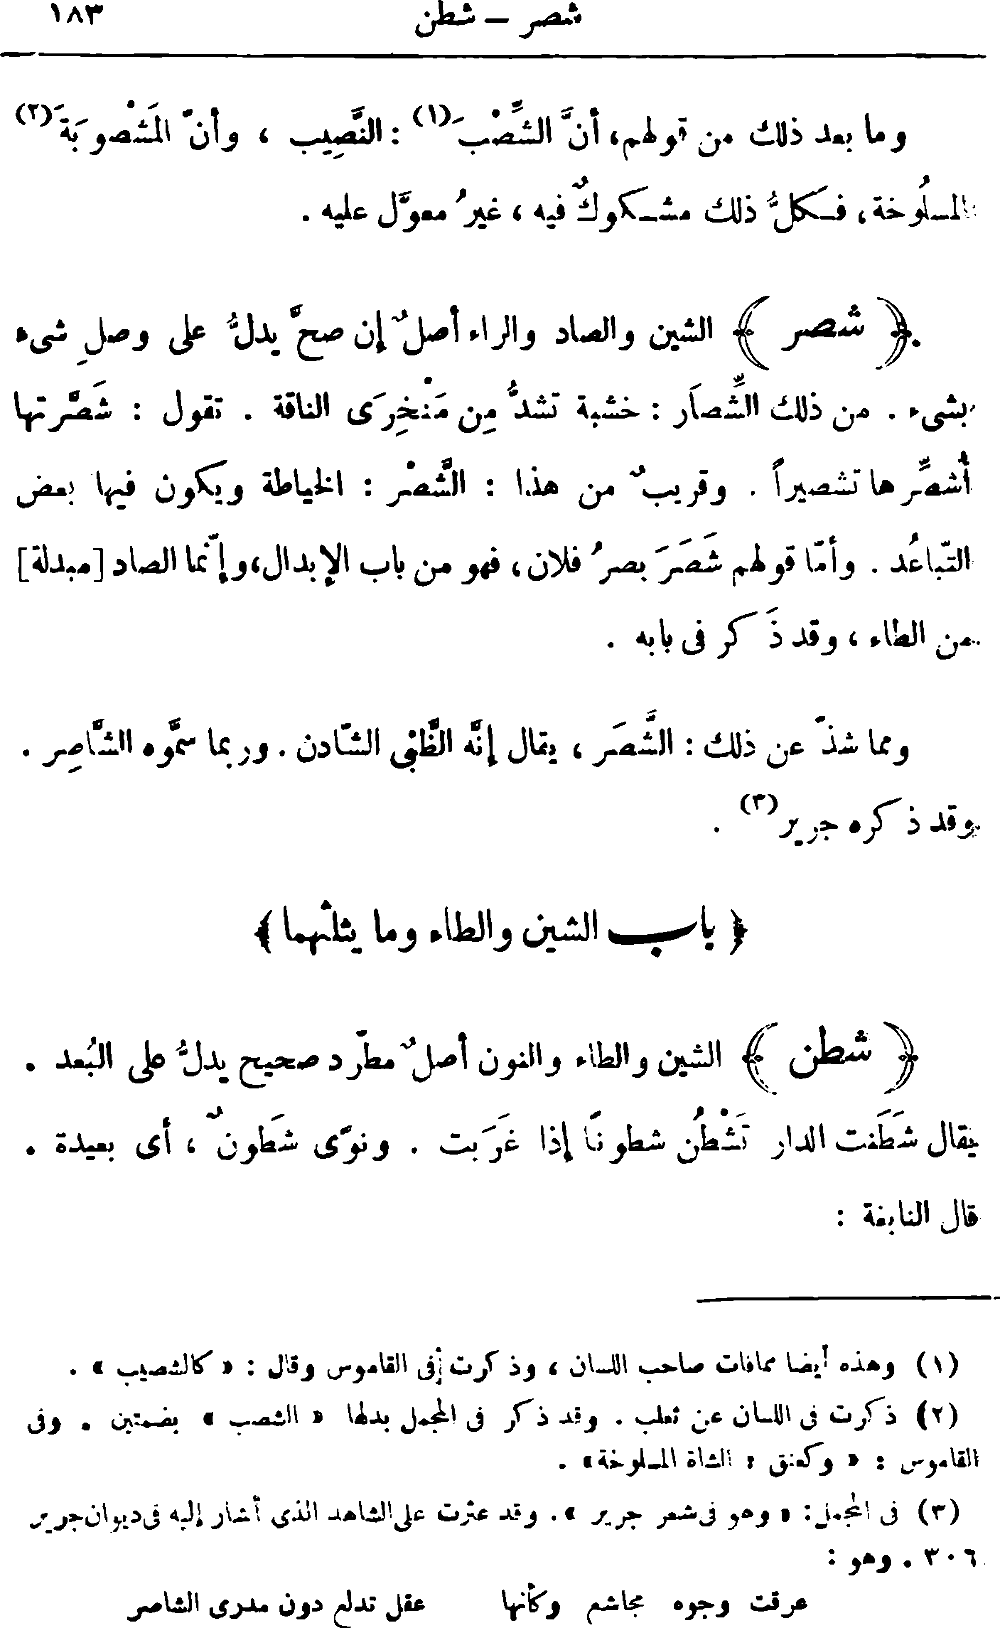 شصر – شطن ١٨٣
وما بعد ذلك من قولهم، أنَّ الشِّصْبَ(١) : النَّصِيب ، وأنّ المَشْصوبَةَ(٢)
المسلُوخة، فكلُّ ذلك مشكوكٌ فيه ، غيرُ معوَّل عليه .
﴿ شصر ﴾ الشين والصاد والراء أصلٌ إن صحَّ يدلُّ على وصلِ شىء
بشىء . من ذلك الشِّصَار : خشبة تشدُّ مِن مَنْخِرَى الناقة . تقول : شَصَّرتها
أُشصِّرها تشصيراً . وقريبٌ من هذا : الشَّصْر : الخياطة ويكون فيها بعض
التّباعُد . وأمّا قولهم شَصَرَ بصرُ فلان ، فهو من باب الإبدال، وإنّما الصاد [مبدلة]
من الطاء ، وقد ذَكر فى بابه .
ومما شذّ عن ذلك : الشَّصَر ، يقال إنَّه الظَّبْى الشّادن . وربما سمَّوه الشَّاصِر .
وقد ذكره جرير(٣) .
﴿ باب الشين والطاء وما يثلثهما ﴾
﴿ شطن ﴾ الشين والطاء والنون أصلٌ مطّرد صحيح يدلُّ على البُعد .
يقال شَطَنت الدار تَشْطُن شطونًا إذا غَرَبت . ونوًى شَطونٌ ، أى بعيدة .
قال النابغة :
(١) وهذه أيضا مما فات صاحب اللسان ، وذكرت فى القاموس وقال : « كالشصيب » .
(٢) ذكرت فى اللسان عن ثعلب . وقد ذكر فى المجمل بدلها « الشصب » بضمتين . وفى
القاموس : « وكعنق : الشاة المسلوخة» .
(٣) فى المجمل: « وهو فى شعر جرير » . وقد عثرت على الشاهد الذى أشار إليه فى ديوان جرير
٣٠٦ . وهو :
عرقت وجوه مجاشع وكأنها عقل تدلع دون مدرى الشاصر